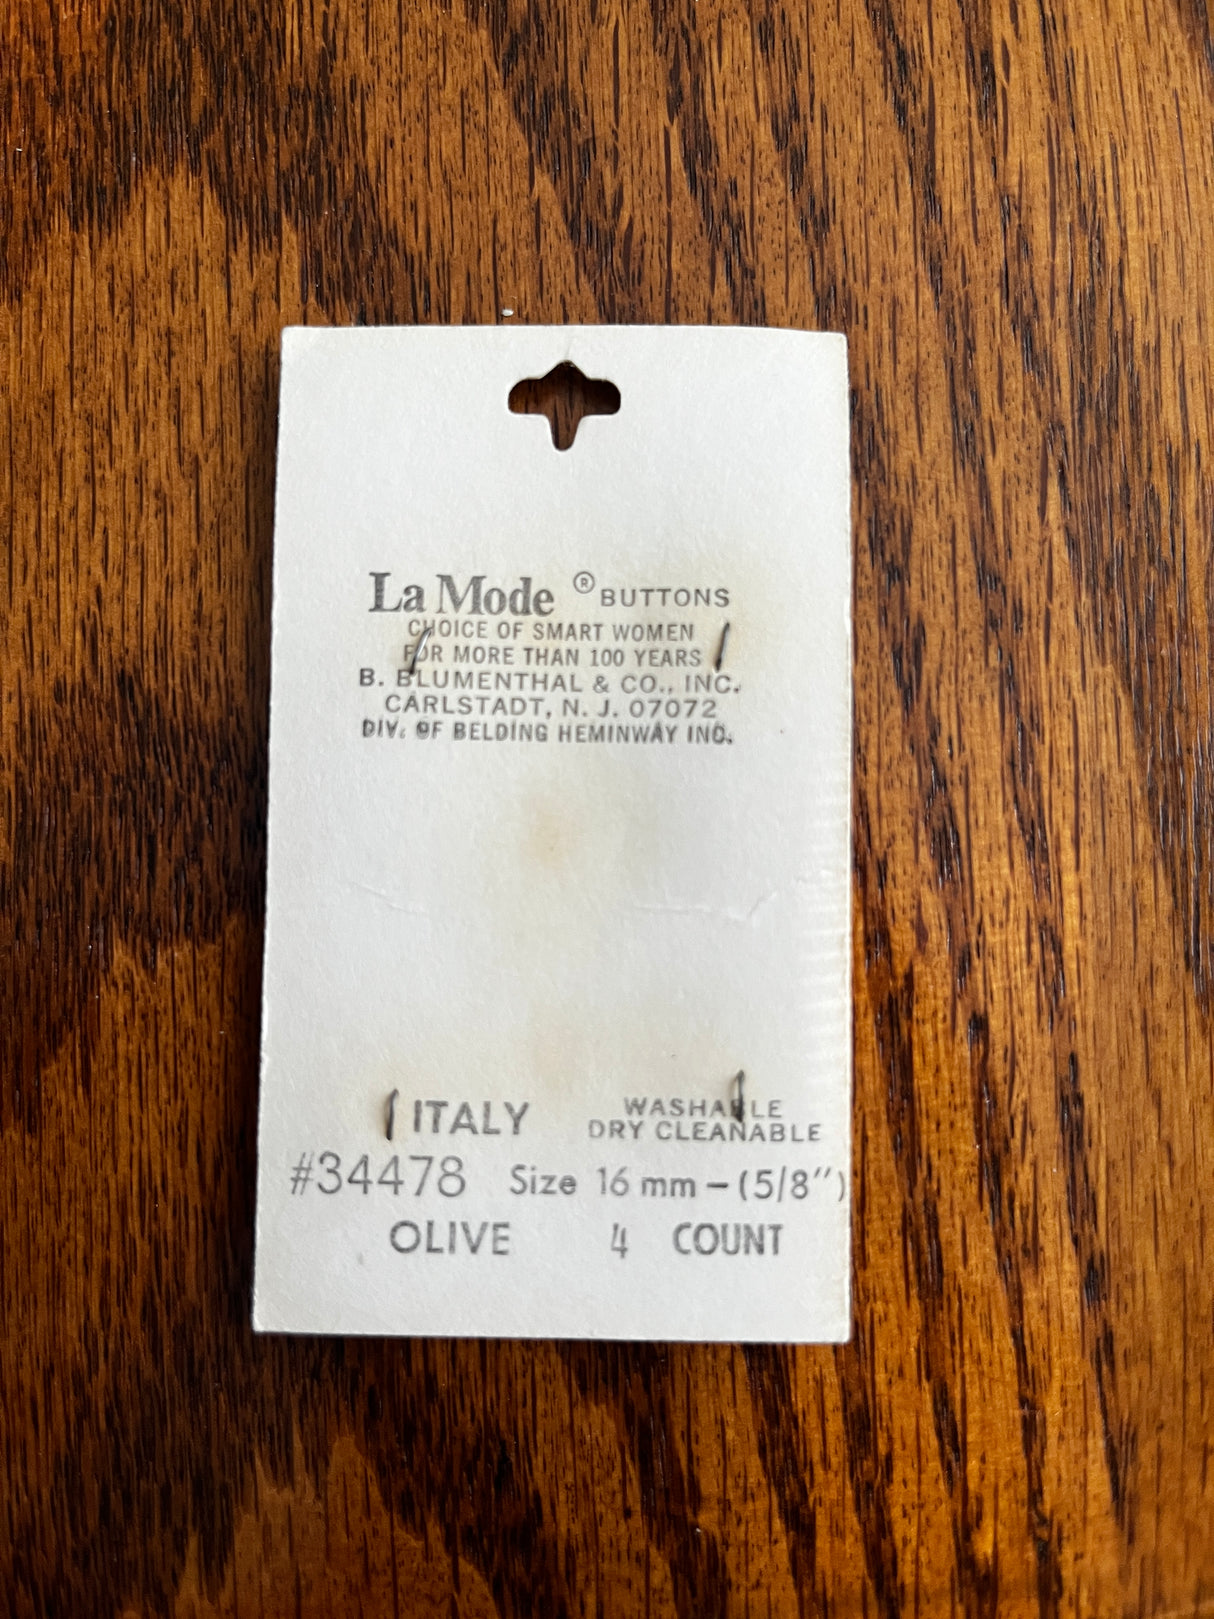 La Mode ® BUTTONS
CHOICE OF SMART WOMEN
FOR MORE THAN 100 YEARS
B. BLUMENTHAL & CO., INC.
CARLSTADT, N. J. 07072
DIV. OF BELDING HEMINWAY INC.
ITALY WASHABLE
DRY CLEANABLE
#34478 Size 16 mm – (5/8")
OLIVE 4 COUNT